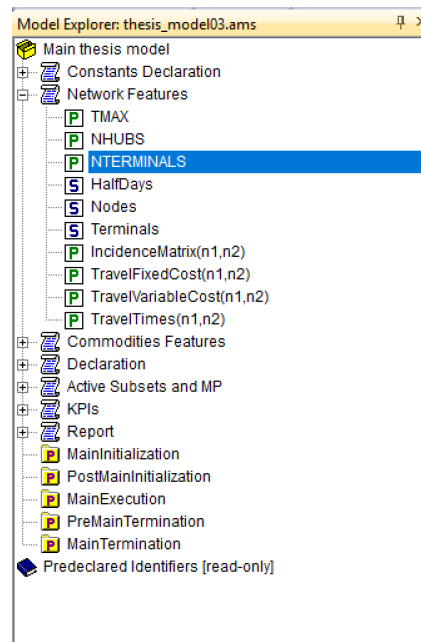 Model Explorer: thesis_model03.ams
Main thesis model
Constants Declaration
Network Features
P TMAX
P NHUBS
P NTERMINALS
S HalfDays
S Nodes
S Terminals
P IncidenceMatrix(n1,n2)
P TravelFixedCost(n1,n2)
P TravelVariableCost(n1,n2)
P TravelTimes(n1,n2)
Commodities Features
Declaration
Active Subsets and MP
KPIs
Report
P MainInitialization
P PostMainInitialization
P MainExecution
P PreMainTermination
P MainTermination
Predeclared Identifiers [read-only]